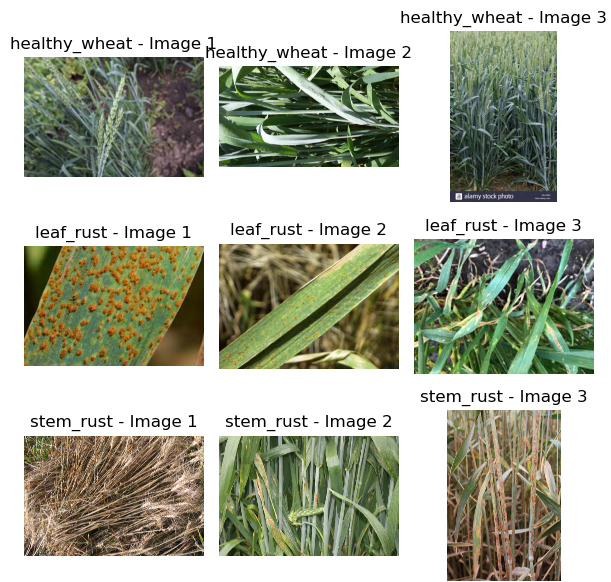 healthy_wheat - Image 1
healthy_wheat - Image 2
healthy_wheat - Image 3
alamy stock photo
leaf_rust - Image 1
leaf_rust - Image 2
leaf_rust - Image 3
stem_rust - Image 1
stem_rust - Image 2
stem_rust - Image 3